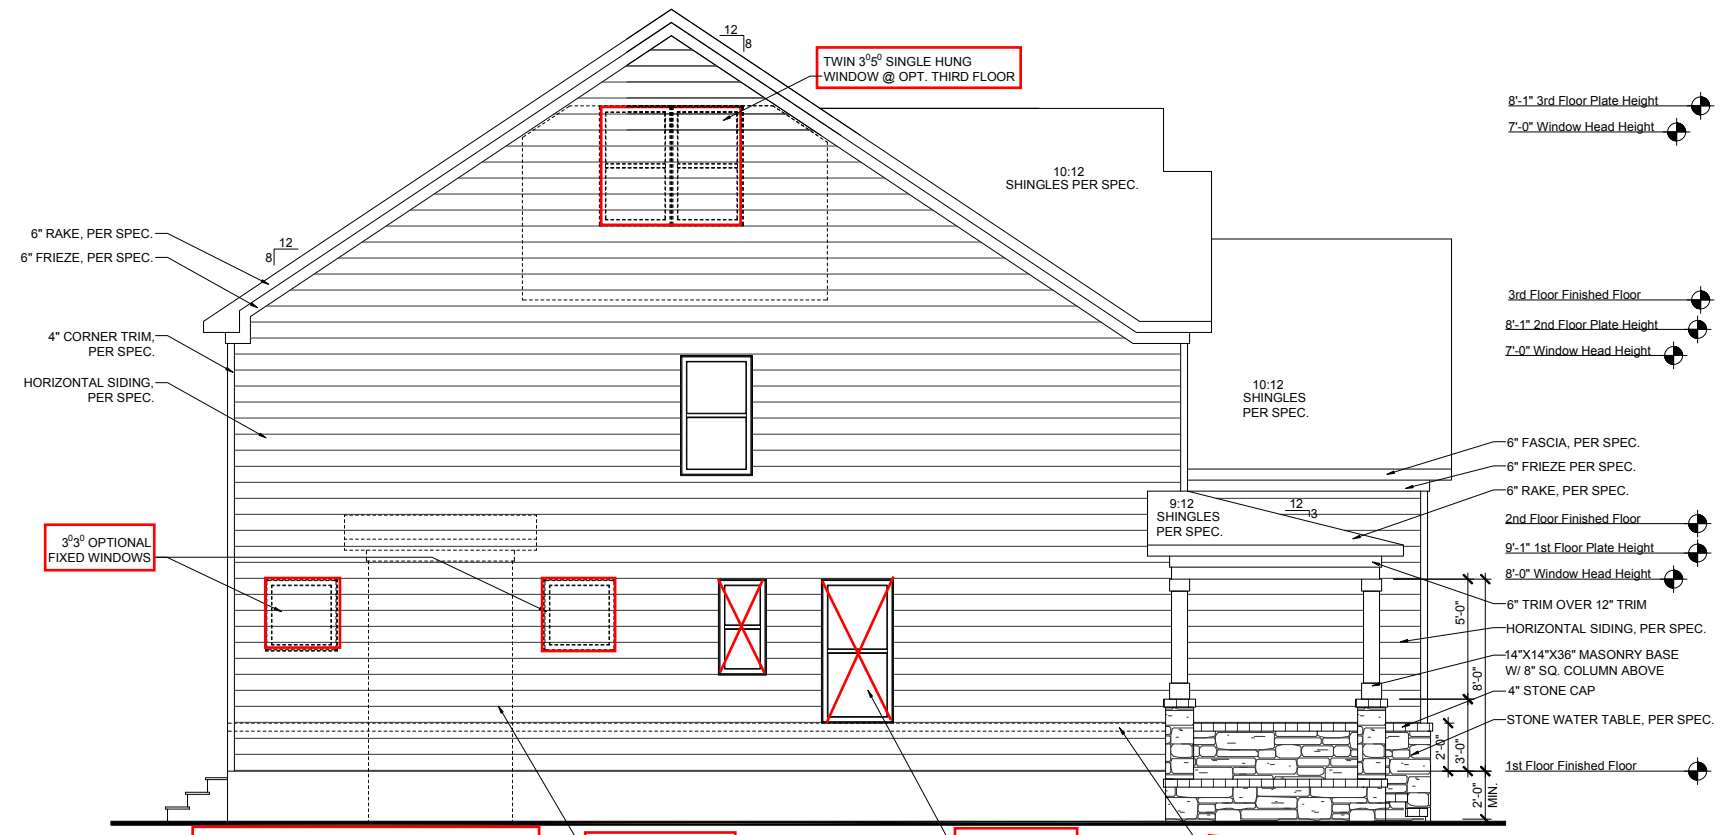 12
8
TWIN 3⁰5⁰ SINGLE HUNG
WINDOW @ OPT. THIRD FLOOR
8'-1" 3rd Floor Plate Height
7'-0" Window Head Height
10:12
SHINGLES PER SPEC.
6" RAKE, PER SPEC.
6" FRIEZE, PER SPEC.
12
8
3rd Floor Finished Floor
8'-1" 2nd Floor Plate Height
7'-0" Window Head Height
4" CORNER TRIM,
PER SPEC.
HORIZONTAL SIDING,
PER SPEC.
10:12
SHINGLES
PER SPEC.
6" FASCIA, PER SPEC.
6" FRIEZE PER SPEC.
6" RAKE, PER SPEC.
9:12
SHINGLES
PER SPEC.
12
3
2nd Floor Finished Floor
9'-1" 1st Floor Plate Height
8'-0" Window Head Height
3⁰3⁰ OPTIONAL
FIXED WINDOWS
6" TRIM OVER 12" TRIM
HORIZONTAL SIDING, PER SPEC.
14"X14"X36" MASONRY BASE
W/ 8" SQ. COLUMN ABOVE
4" STONE CAP
STONE WATER TABLE, PER SPEC.
1st Floor Finished Floor
5'-0"
8'-0"
2'-0"
3'-0"
2'-0"
MIN.